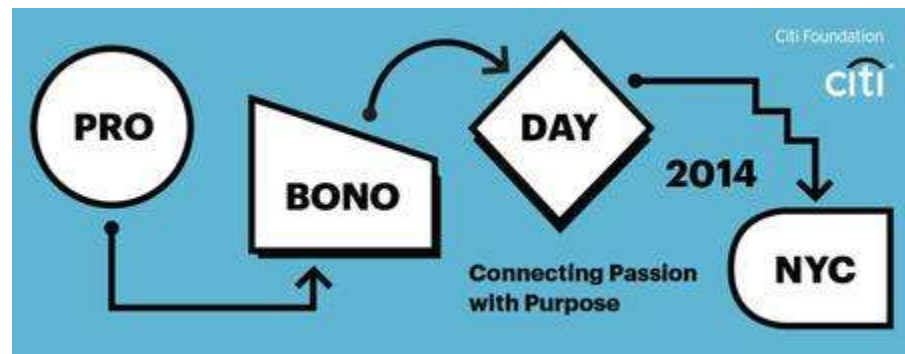 PRO
BONO
DAY
2014
NYC
Connecting Passion
with Purpose
Citi Foundation
citi